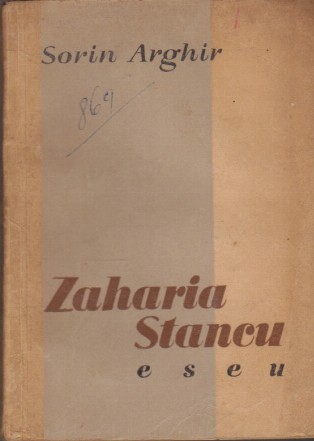 Sorin Arghir
869
Zaharia
Stancu
eseu